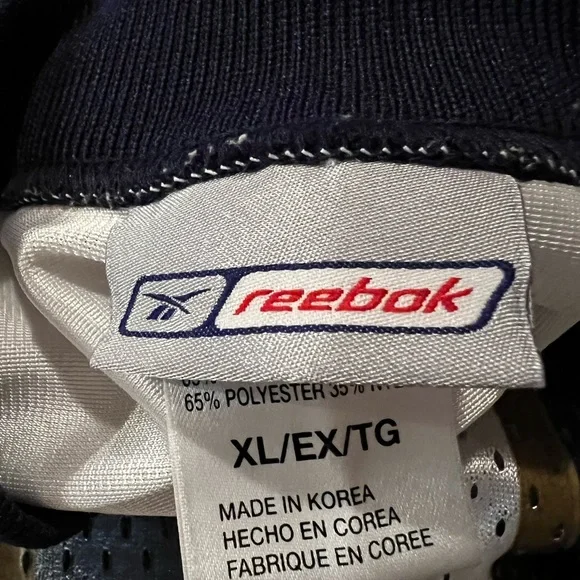 reebok
65% POLYESTER 35%
XL/EX/TG
MADE IN KOREA
HECHO EN COREA
FABRIQUE EN COREE